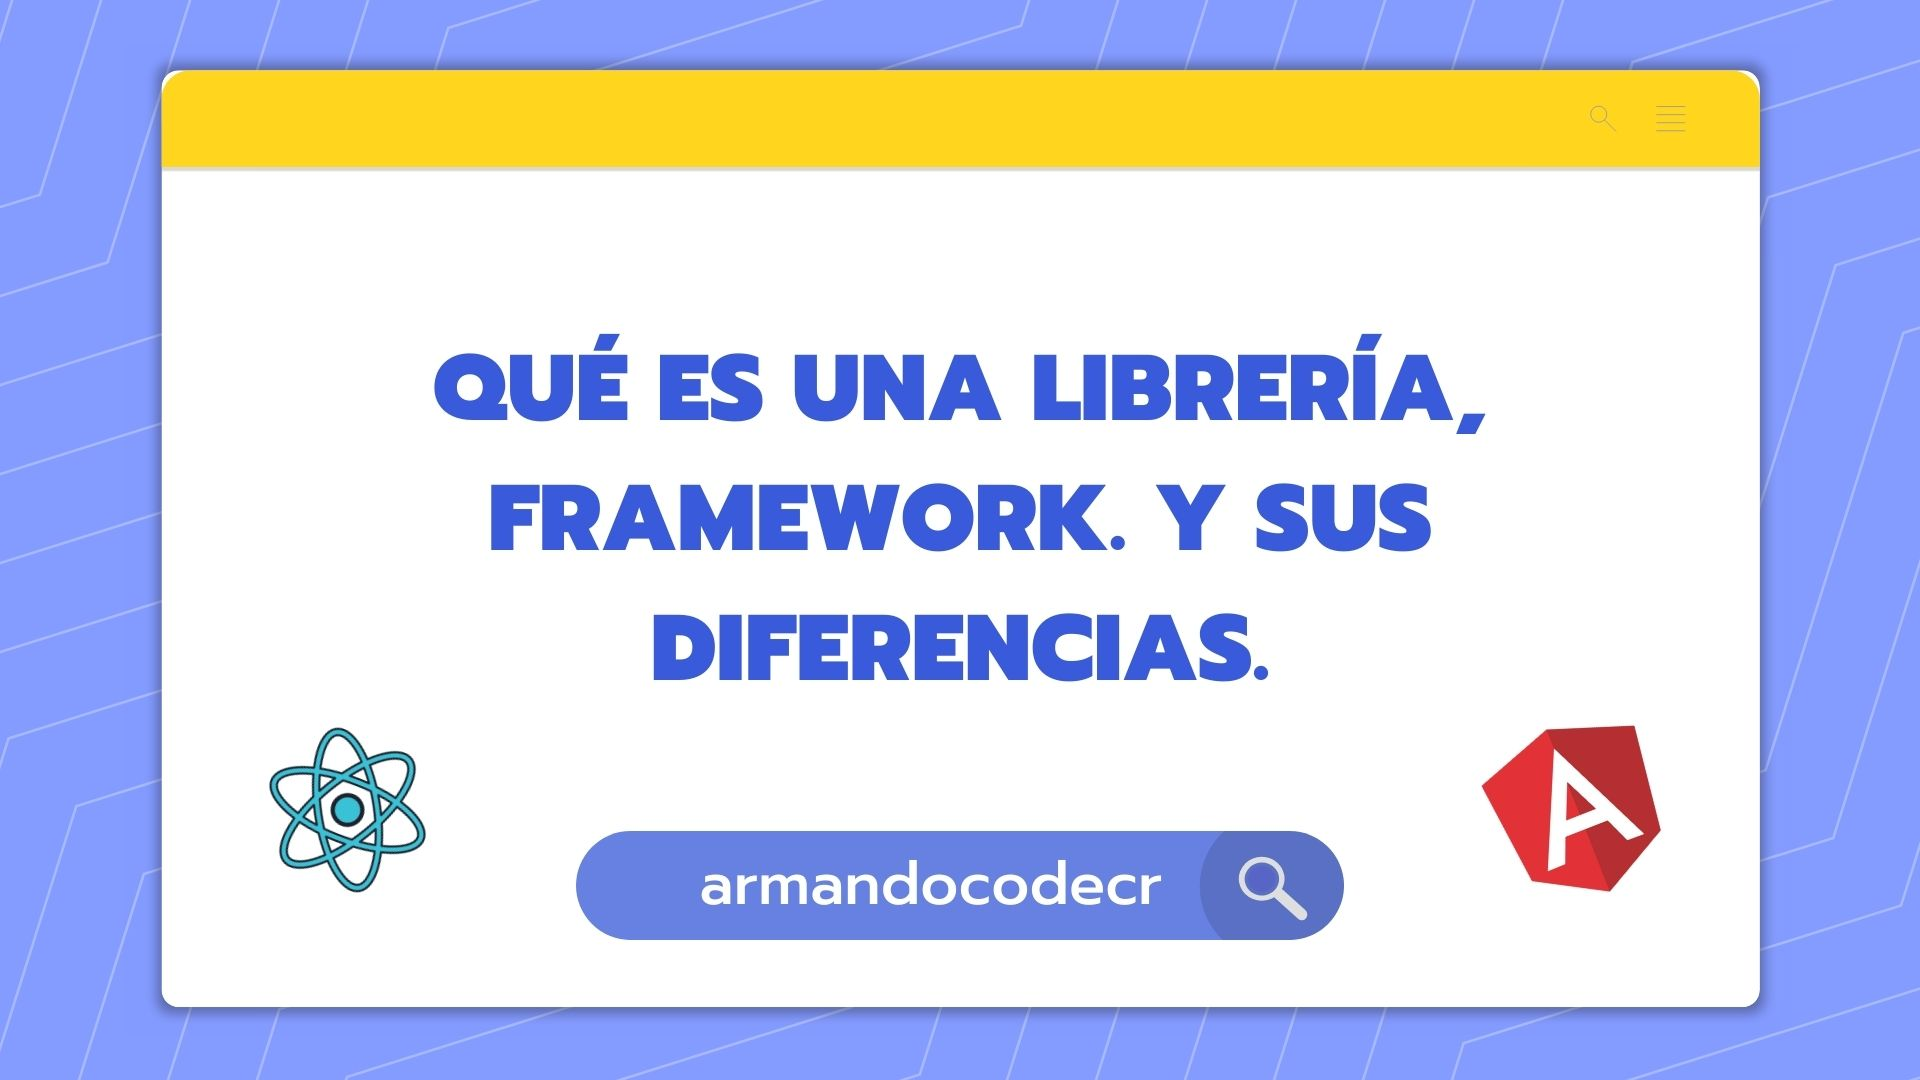 QUÉ ES UNA LIBRERÍA,
FRAMEWORK. Y SUS
DIFERENCIAS.
armandocodecr
A